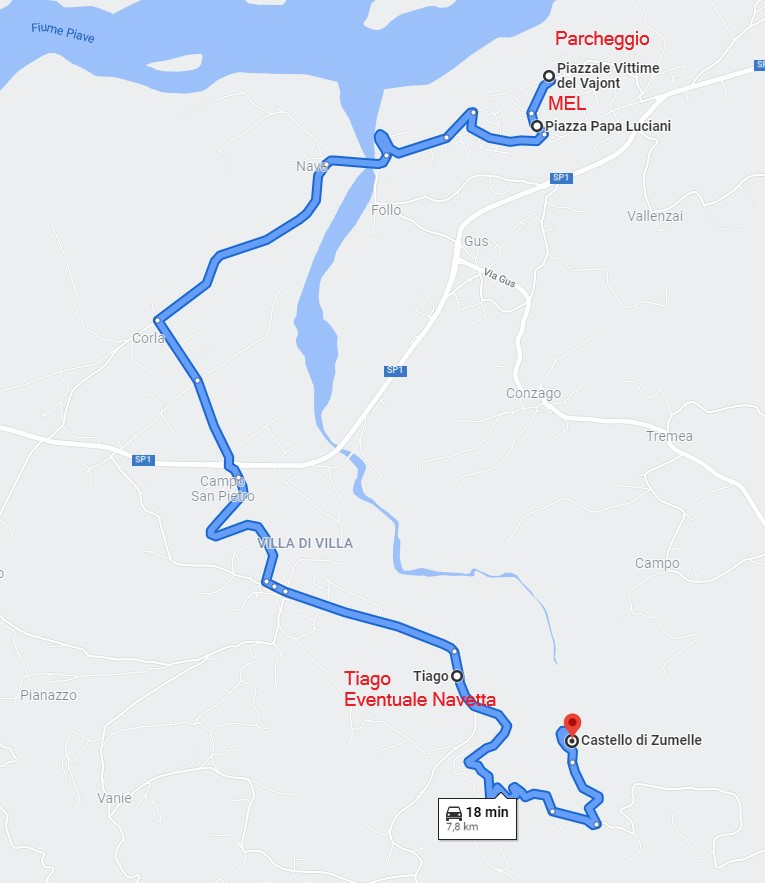 Fiume Piave
Parcheggio
Piazzale Vittime
del Vajont
MEL
Piazza Papa Luciani
Nave
SP1
Follo
Vallenzai
Gus
Via Gus
Corla
SP1
Conzago
Tremea
SP1
Campo
San Pietro
VILLA DI VILLA
Campo
Tiago
Tiago
Eventuale Navetta
Pianazzo
Castello di Zumelle
Vanie
18 min
7,8 km